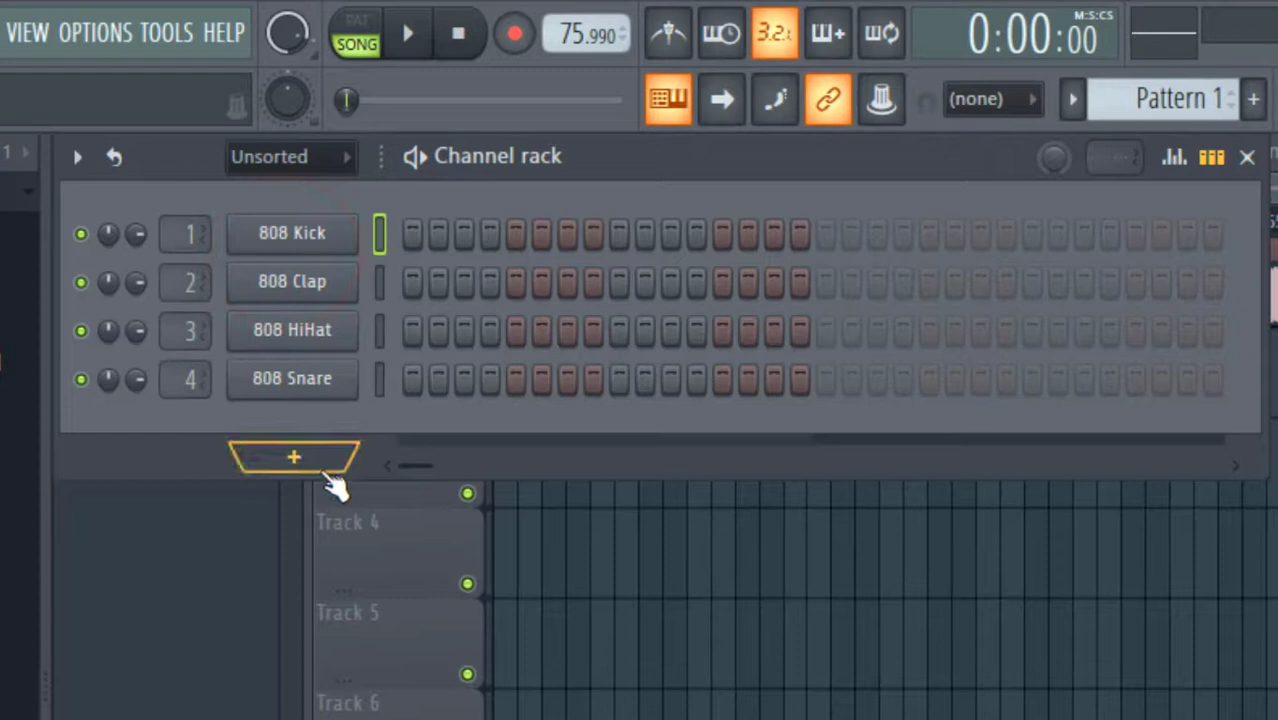 VIEW OPTIONS TOOLS HELP
PAT
SONG
75.990
3.2.
M:S:CS
0:00:00
(none)
Pattern 1
+
1
Unsorted
Channel rack
1
808 Kick
2
808 Clap
3
808 HiHat
4
808 Snare
+
Track 4
...
Track 5
...
Track 6